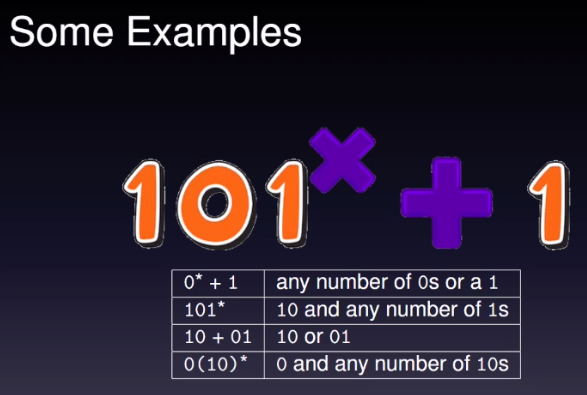 Some Examples
101× + 1
0* + 1 any number of 0s or a 1
101* 10 and any number of 1s
10 + 01 10 or 01
0(10)* 0 and any number of 10s